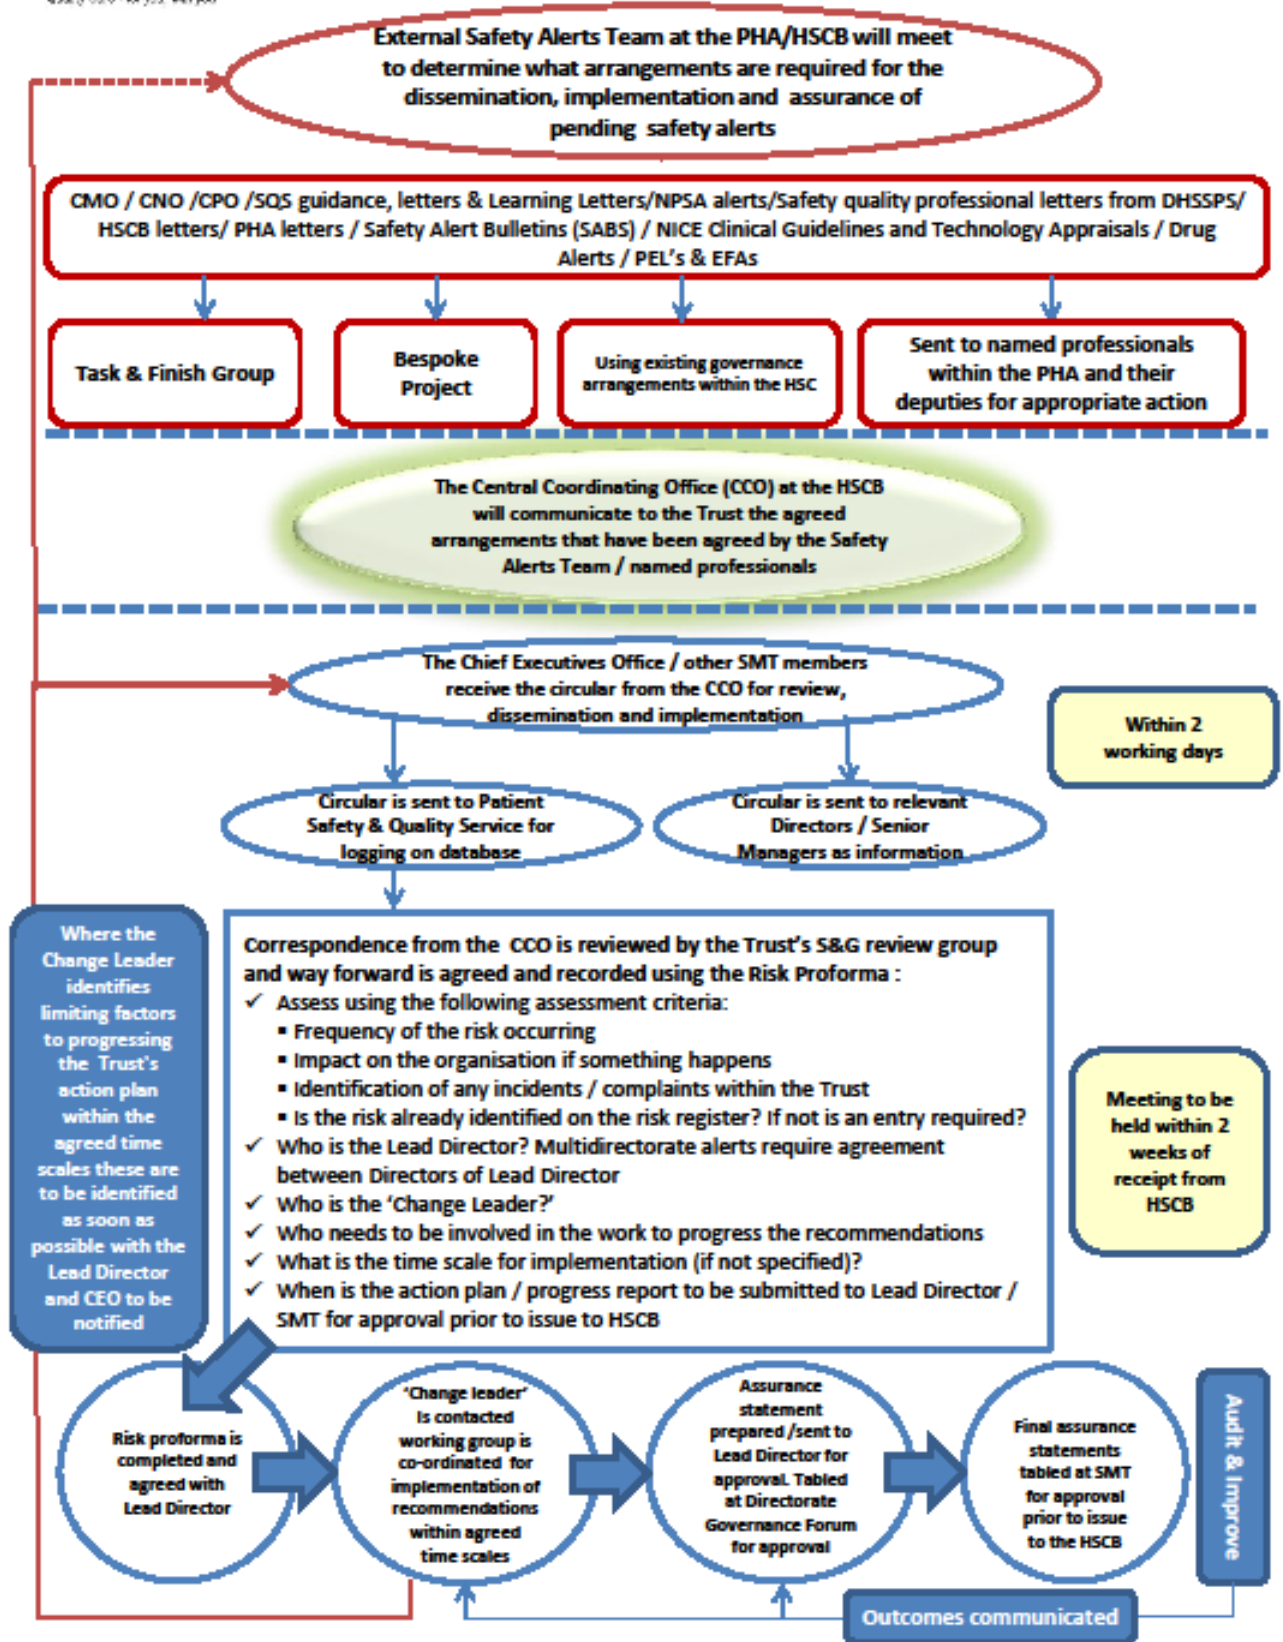 External Safety Alerts Team at the PHA/HSCB will meet
to determine what arrangements are required for the
dissemination, implementation and assurance of
pending safety alerts
CMO / CNO /CPO /SQS guidance, letters & Learning Letters/NPSA alerts/Safety quality professional letters from DHSSPS/
HSCB letters/ PHA letters / Safety Alert Bulletins (SABS) / NICE Clinical Guidelines and Technology Appraisals / Drug
Alerts / PEL's & EFAs
Task & Finish Group
Bespoke
Project
Using existing governance
arrangements within the HSC
Sent to named professionals
within the PHA and their
deputies for appropriate action
The Central Coordinating Office (CCO) at the HSCB
will communicate to the Trust the agreed
arrangements that have been agreed by the Safety
Alerts Team / named professionals
The Chief Executives Office / other SMT members
receive the circular from the CCO for review,
dissemination and implementation
Within 2
working days
Circular is sent to Patient
Safety & Quality Service for
logging on database
Circular is sent to relevant
Directors / Senior
Managers as information
Where the
Change Leader
identifies
limiting factors
to progressing
the Trust's
action plan
within the
agreed time
scales these are
to be identified
as soon as
possible with the
Lead Director
and CEO to be
notified
Correspondence from the CCO is reviewed by the Trust's S&G review group
and way forward is agreed and recorded using the Risk Proforma :
✓ Assess using the following assessment criteria:
▪ Frequency of the risk occurring
▪ Impact on the organisation if something happens
▪ Identification of any incidents / complaints within the Trust
▪ Is the risk already identified on the risk register? If not is an entry required?
✓ Who is the Lead Director? Multidirectorate alerts require agreement
between Directors of Lead Director
✓ Who is the 'Change Leader?'
✓ Who needs to be involved in the work to progress the recommendations
✓ What is the time scale for implementation (if not specified)?
✓ When is the action plan / progress report to be submitted to Lead Director /
SMT for approval prior to issue to HSCB
Meeting to be
held within 2
weeks of
receipt from
HSCB
Risk proforma is
completed and
agreed with
Lead Director
'Change leader'
is contacted
working group is
co-ordinated for
implementation of
recommendations
within agreed
time scales
Assurance
statement
prepared /sent to
Lead Director for
approval. Tabled
at Directorate
Governance Forum
for approval
Final assurance
statements
tabled at SMT
for approval
prior to issue
to the HSCB
Audit & Improve
Outcomes communicated